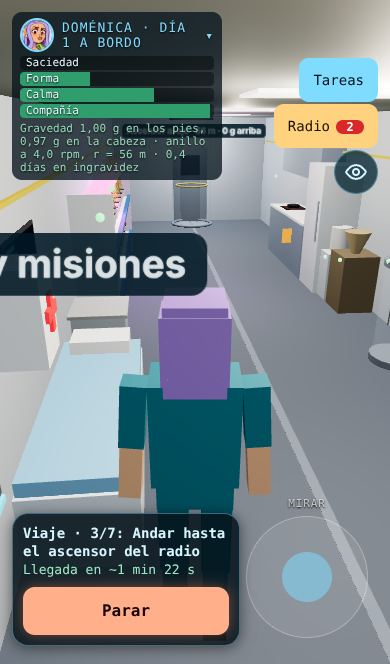 DOMÉNICA · DÍA
1 A BORDO
▼
Saciedad
Forma
Calma
Compañía
Gravedad 1,00 g en los pies,
0,97 g en la cabeza · anillo
a 4,0 rpm, r = 56 m · 0,4
días en ingravidez
0 g arriba
Tareas
Radio 2
y misiones
MIRAR
Viaje · 3/7: Andar hasta
el ascensor del radio
Llegada en ~1 min 22 s
Parar